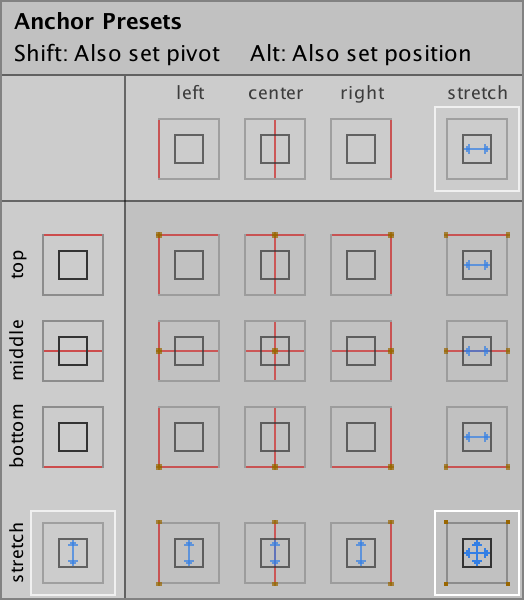 Anchor Presets
Shift: Also set pivot Alt: Also set position
left center right stretch
top
middle
bottom
stretch